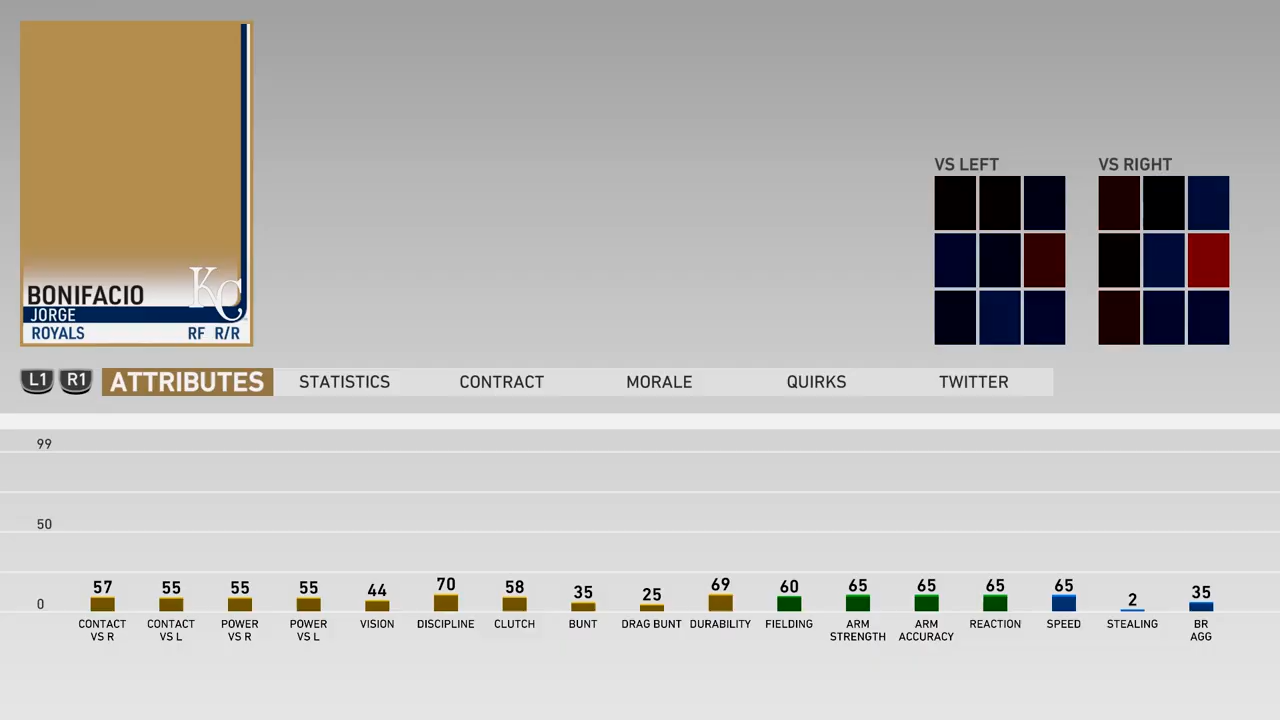 VS LEFT VS RIGHT
BONIFACIO
KC
JORGE
ROYALS RF R/R
L1 R1 ATTRIBUTES STATISTICS CONTRACT MORALE QUIRKS TWITTER
99
50
0
57 55 55 55 44 70 58 35 25 69 60 65 65 65 65 2 35
CONTACT CONTACT POWER POWER VISION DISCIPLINE CLUTCH BUNT DRAG BUNT DURABILITY FIELDING ARM ARM REACTION SPEED STEALING BR
VS R VS L VS R VS L STRENGTH ACCURACY AGG